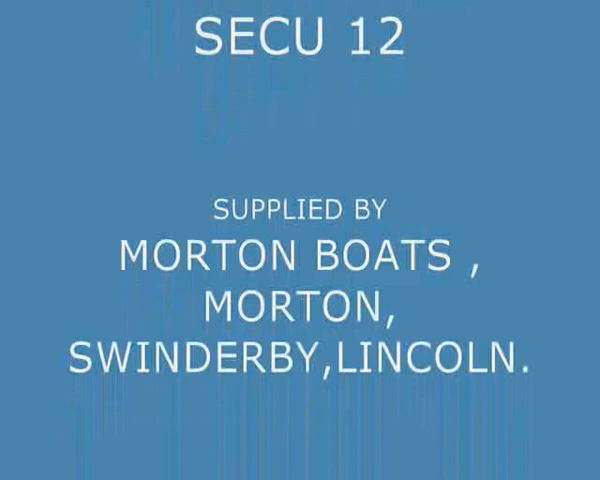 SECU 12
SUPPLIED BY
MORTON BOATS ,
MORTON,
SWINDERBY,LINCOLN.